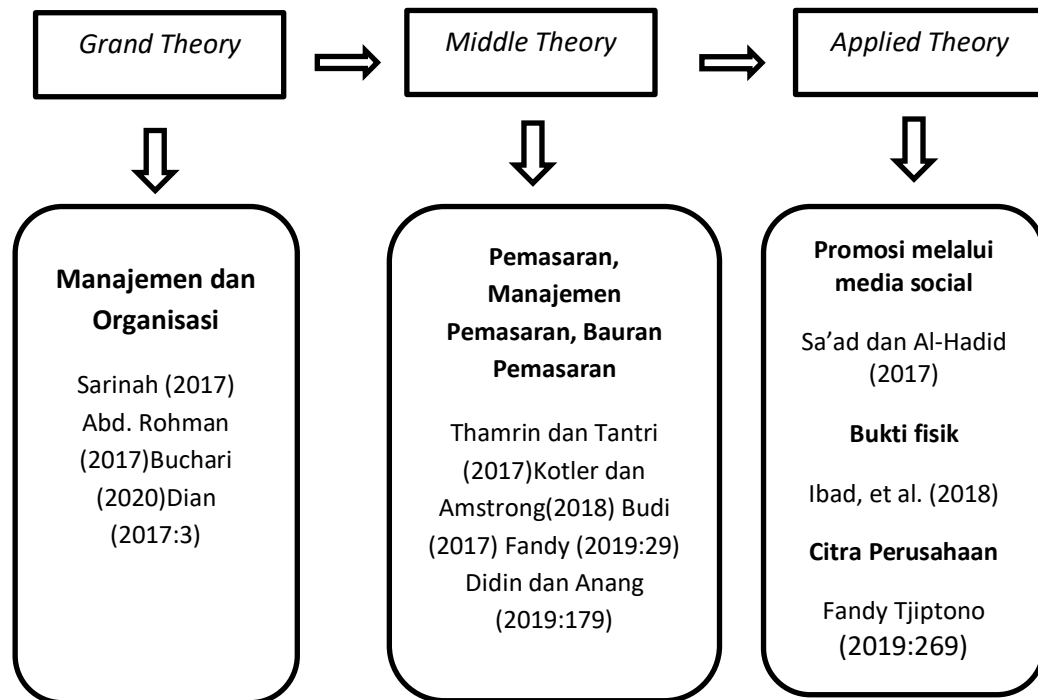 Grand Theory
Middle Theory
Applied Theory
Manajemen dan
Organisasi
Sarinah (2017)
Abd. Rohman
(2017)Buchari
(2020)Dian
(2017:3)
Pemasaran,
Manajemen
Pemasaran, Bauran
Pemasaran
Thamrin dan Tantri
(2017)Kotler dan
Amstrong(2018) Budi
(2017) Fandy (2019:29)
Didin dan Anang
(2019:179)
Promosi melalui
media social
Sa’ad dan Al-Hadid
(2017)
Bukti fisik
Ibad, et al. (2018)
Citra Perusahaan
Fandy Tjiptono
(2019:269)